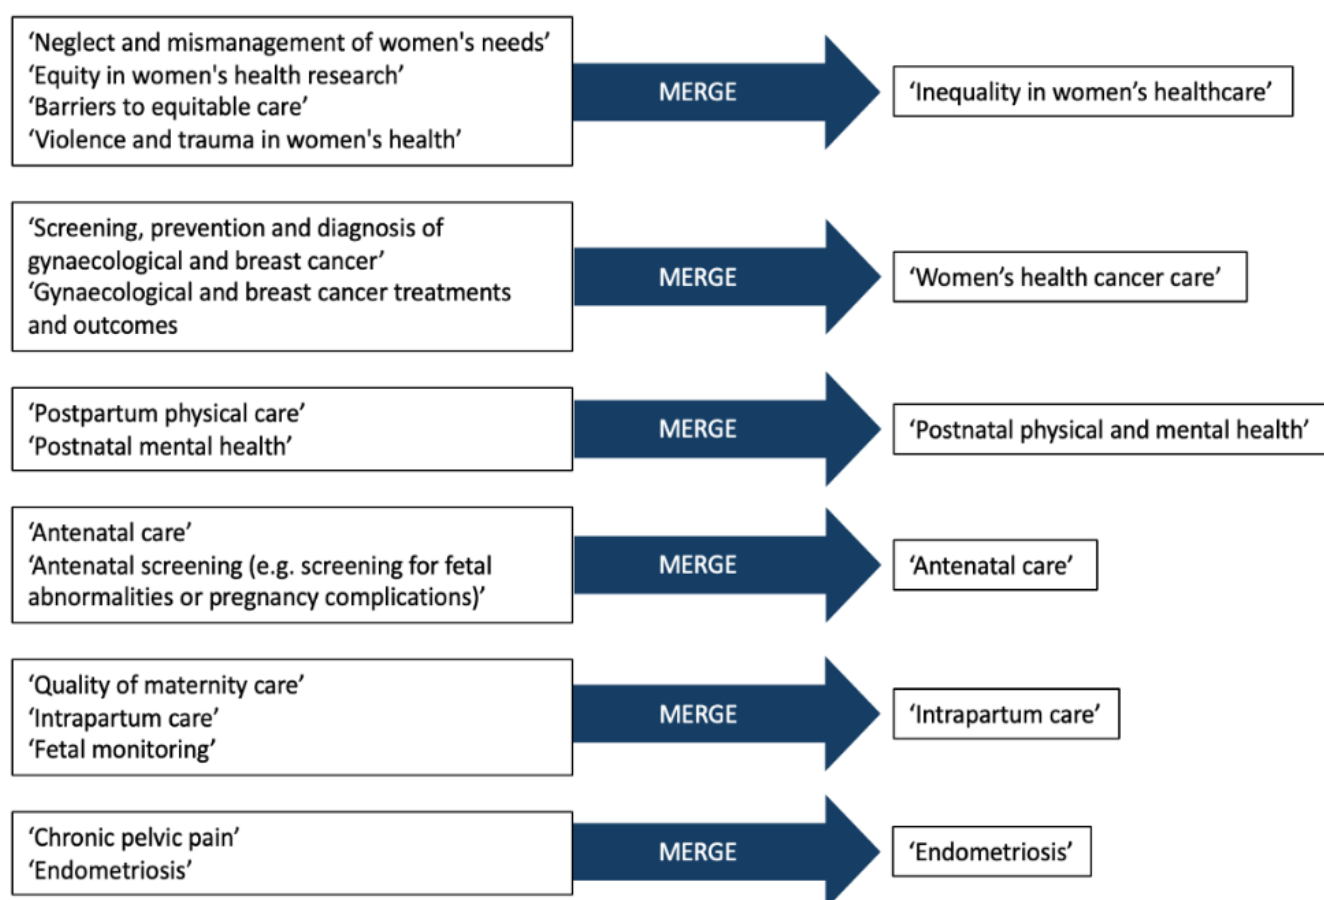 ‘Neglect and mismanagement of women's needs’
‘Equity in women's health research’
‘Barriers to equitable care’
‘Violence and trauma in women's health’
MERGE
‘Inequality in women’s healthcare’
‘Screening, prevention and diagnosis of
gynaecological and breast cancer’
‘Gynaecological and breast cancer treatments
and outcomes
MERGE
‘Women’s health cancer care’
‘Postpartum physical care’
‘Postnatal mental health’
MERGE
‘Postnatal physical and mental health’
‘Antenatal care’
‘Antenatal screening (e.g. screening for fetal
abnormalities or pregnancy complications)’
MERGE
‘Antenatal care’
‘Quality of maternity care’
‘Intrapartum care’
‘Fetal monitoring’
MERGE
‘Intrapartum care’
‘Chronic pelvic pain’
‘Endometriosis’
MERGE
‘Endometriosis’